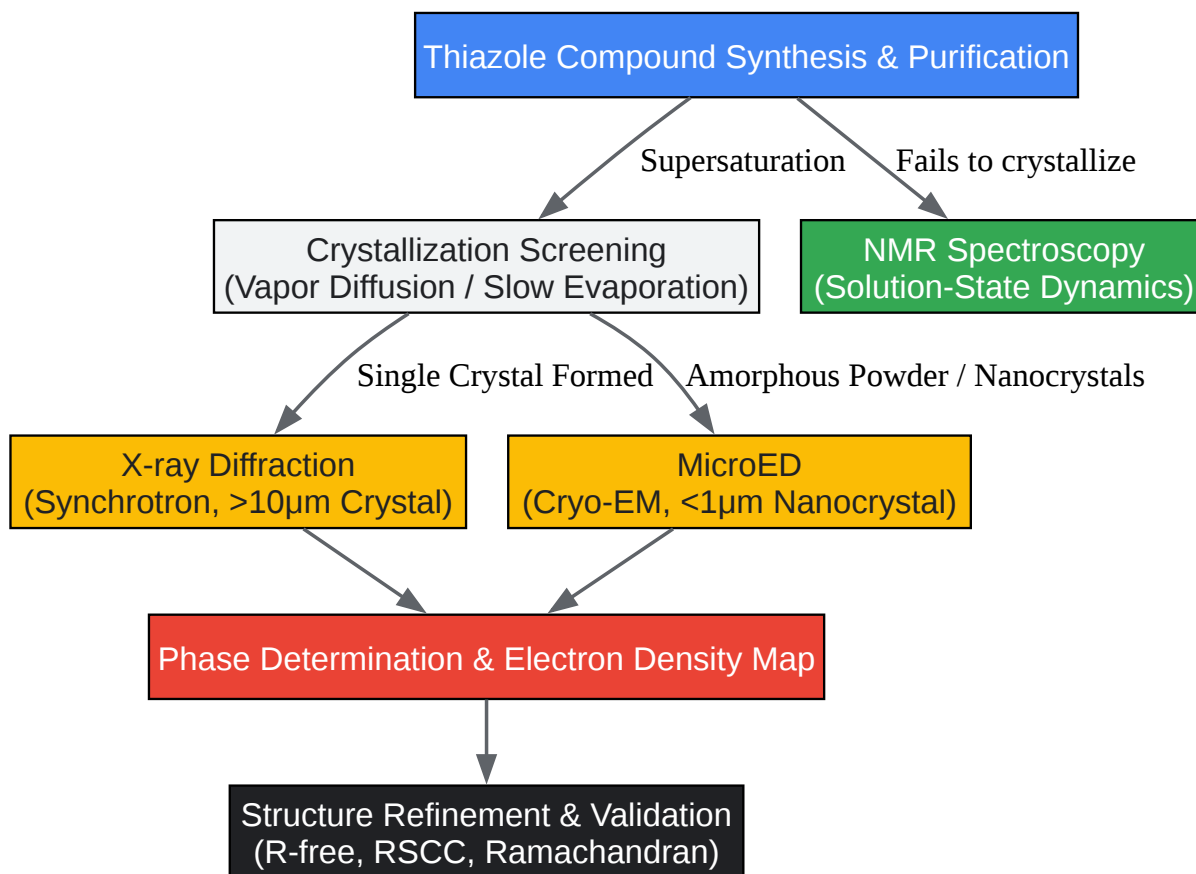 Thiazole Compound Synthesis & Purification
Supersaturation
Fails to crystallize
Crystallization Screening
(Vapor Diffusion / Slow Evaporation)
NMR Spectroscopy
(Solution-State Dynamics)
Single Crystal Formed
Amorphous Powder / Nanocrystals
X-ray Diffraction
(Synchrotron, >10μm Crystal)
MicroED
(Cryo-EM, <1μm Nanocrystal)
Phase Determination & Electron Density Map
Structure Refinement & Validation
(R-free, RSCC, Ramachandran)